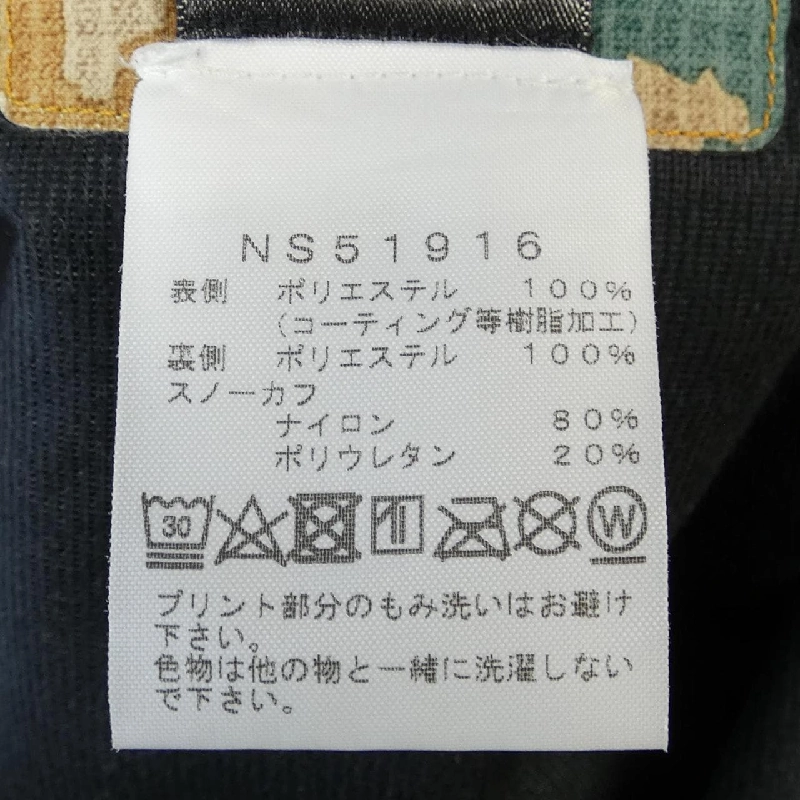 NS51916
表側 ポリエステル 100%
(コーティング等樹脂加工)
裏側 ポリエステル 100%
スノーカフ
ナイロン 80%
ポリウレタン 20%
30 W
プリント部分のもみ洗いはお避け
下さい。
色物は他の物と一緒に洗濯しない
で下さい。